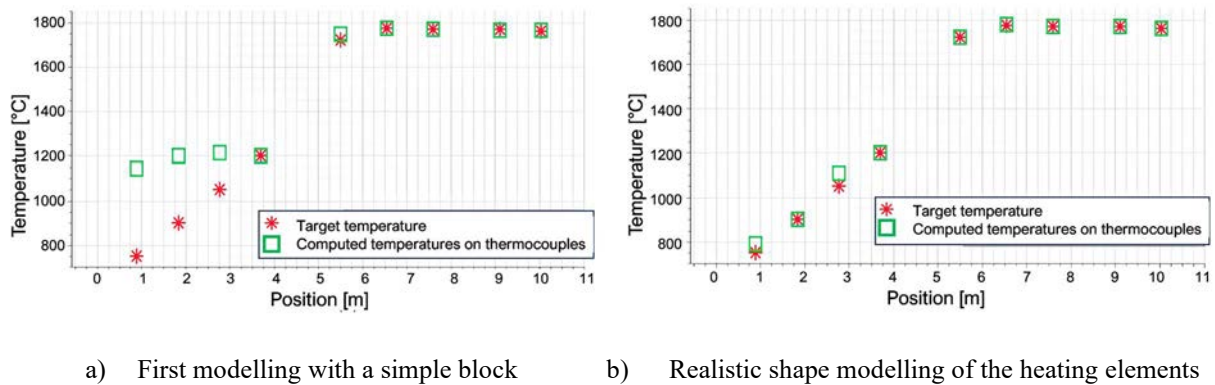 1800
1600
1400
1200
1000
800
Temperature [°C]
Target temperature
Computed temperatures on thermocouples
0 1 2 3 4 5 6 7 8 9 10 11
Position [m]
1800
1600
1400
1200
1000
800
Temperature [°C]
Target temperature
Computed temperatures on thermocouples
0 1 2 3 4 5 6 7 8 9 10 11
Position [m]
a) First modelling with a simple block
b) Realistic shape modelling of the heating elements